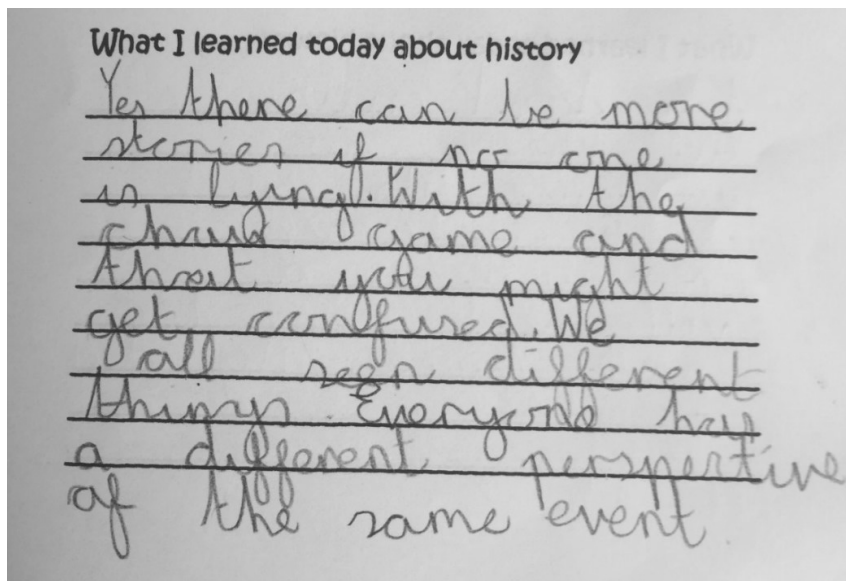 What I learned today about history
Yes there can be more
stories if no one
is lying. With the
game and
that you might
get confused. We
all seen different
things. Everyone has
a different perspective
of the same event